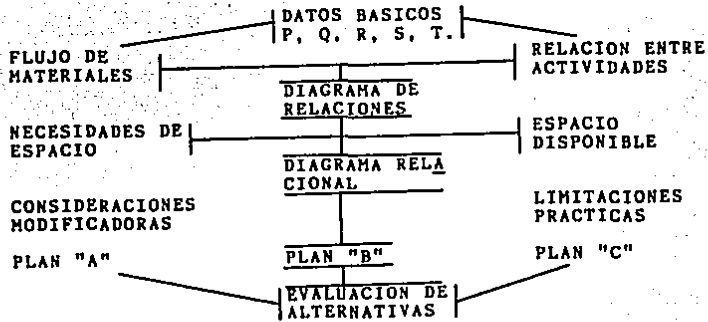 DATOS BASICOS
P, Q, R, S, T.
FLUJO DE
MATERIALES
RELACION ENTRE
ACTIVIDADES
DIAGRAMA DE
RELACIONES
NECESIDADES DE
ESPACIO
ESPACIO
DISPONIBLE
DIAGRAMA RELA
CIONAL
CONSIDERACIONES
MODIFICADORAS
LIMITACIONES
PRACTICAS
PLAN "A"
PLAN "B"
PLAN "C"
EVALUACION DE
ALTERNATIVAS